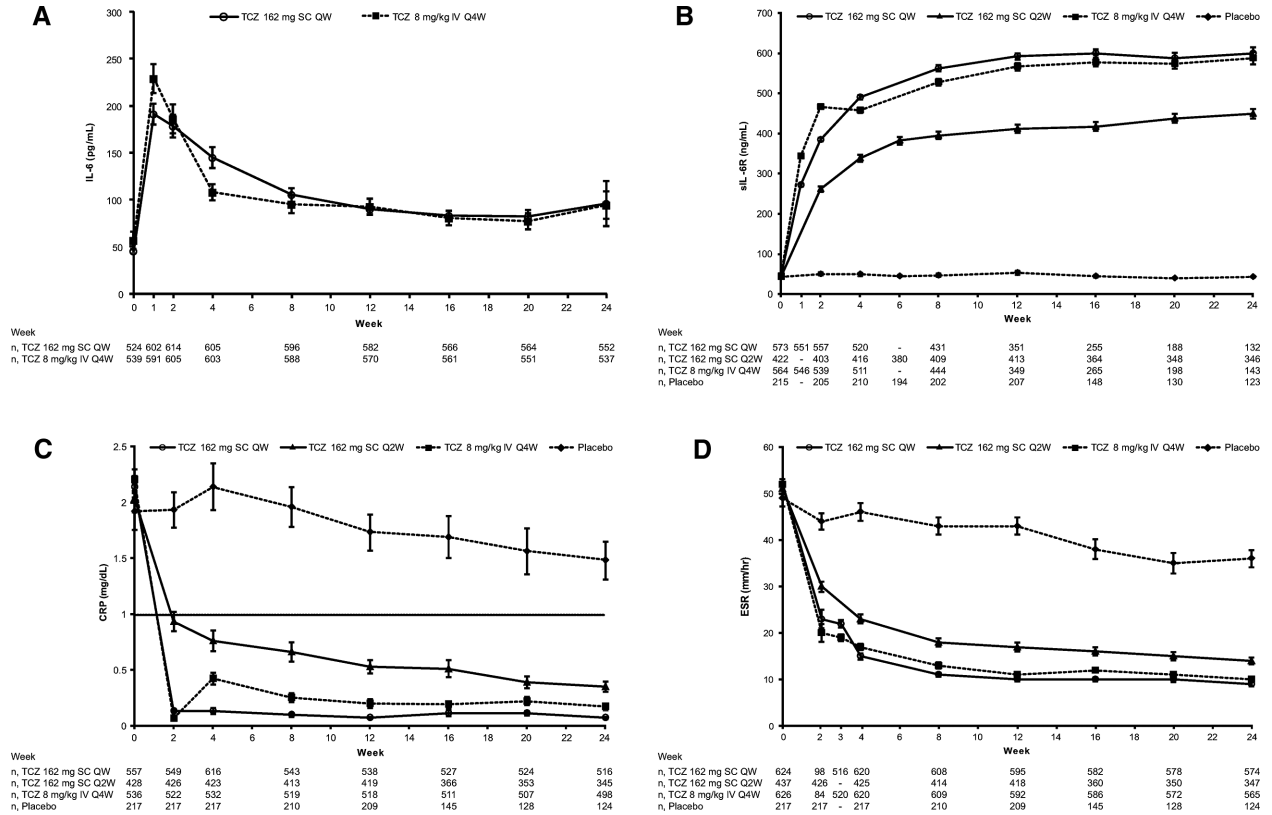 A
TCZ 162 mg SC QW TCZ 8 mg/kg IV Q4W
300
250
200
150
100
50
0
IL-6 (pg/mL)
0 1 2 4 6 8 10 12 14 16 18 20 22 24
Week
Week
n, TCZ 162 mg SC QW 524 602 614 605 596 582 566 564 552
n, TCZ 8 mg/kg IV Q4W 539 591 605 603 588 570 561 551 537
B
TCZ 162 mg SC QW TCZ 162 mg SC Q2W TCZ 8 mg/kg IV Q4W Placebo
700
600
500
400
300
200
100
0
sIL-6R (ng/mL)
0 1 2 4 6 8 10 12 14 16 18 20 22 24
Week
Week
n, TCZ 162 mg SC QW 573 551 557 520 - 431 351 255 188 132
n, TCZ 162 mg SC Q2W 422 - 403 416 380 409 413 364 348 346
n, TCZ 8 mg/kg IV Q4W 564 546 539 511 - 444 349 265 198 143
n, Placebo 215 - 205 210 194 202 207 148 130 123
C
TCZ 162 mg SC QW TCZ 162 mg SC Q2W TCZ 8 mg/kg IV Q4W Placebo
2.5
2
1.5
1
0.5
0
CRP (mg/dL)
0 2 4 6 8 10 12 14 16 18 20 22 24
Week
Week
n, TCZ 162 mg SC QW 557 549 616 543 538 527 524 516
n, TCZ 162 mg SC Q2W 428 426 423 413 419 366 353 345
n, TCZ 8 mg/kg IV Q4W 536 522 532 519 518 511 507 498
n, Placebo 217 217 217 210 209 145 128 124
D
TCZ 162 mg SC QW TCZ 162 mg SC Q2W TCZ 8 mg/kg IV Q4W Placebo
60
50
40
30
20
10
0
ESR (mm/hr)
0 2 3 4 6 8 10 12 14 16 18 20 22 24
Week
Week
n, TCZ 162 mg SC QW 624 98 516 620 608 595 582 578 574
n, TCZ 162 mg SC Q2W 437 426 - 425 414 418 360 350 347
n, TCZ 8 mg/kg IV Q4W 626 84 520 620 609 592 586 572 565
n, Placebo 217 217 - 217 210 209 145 128 124